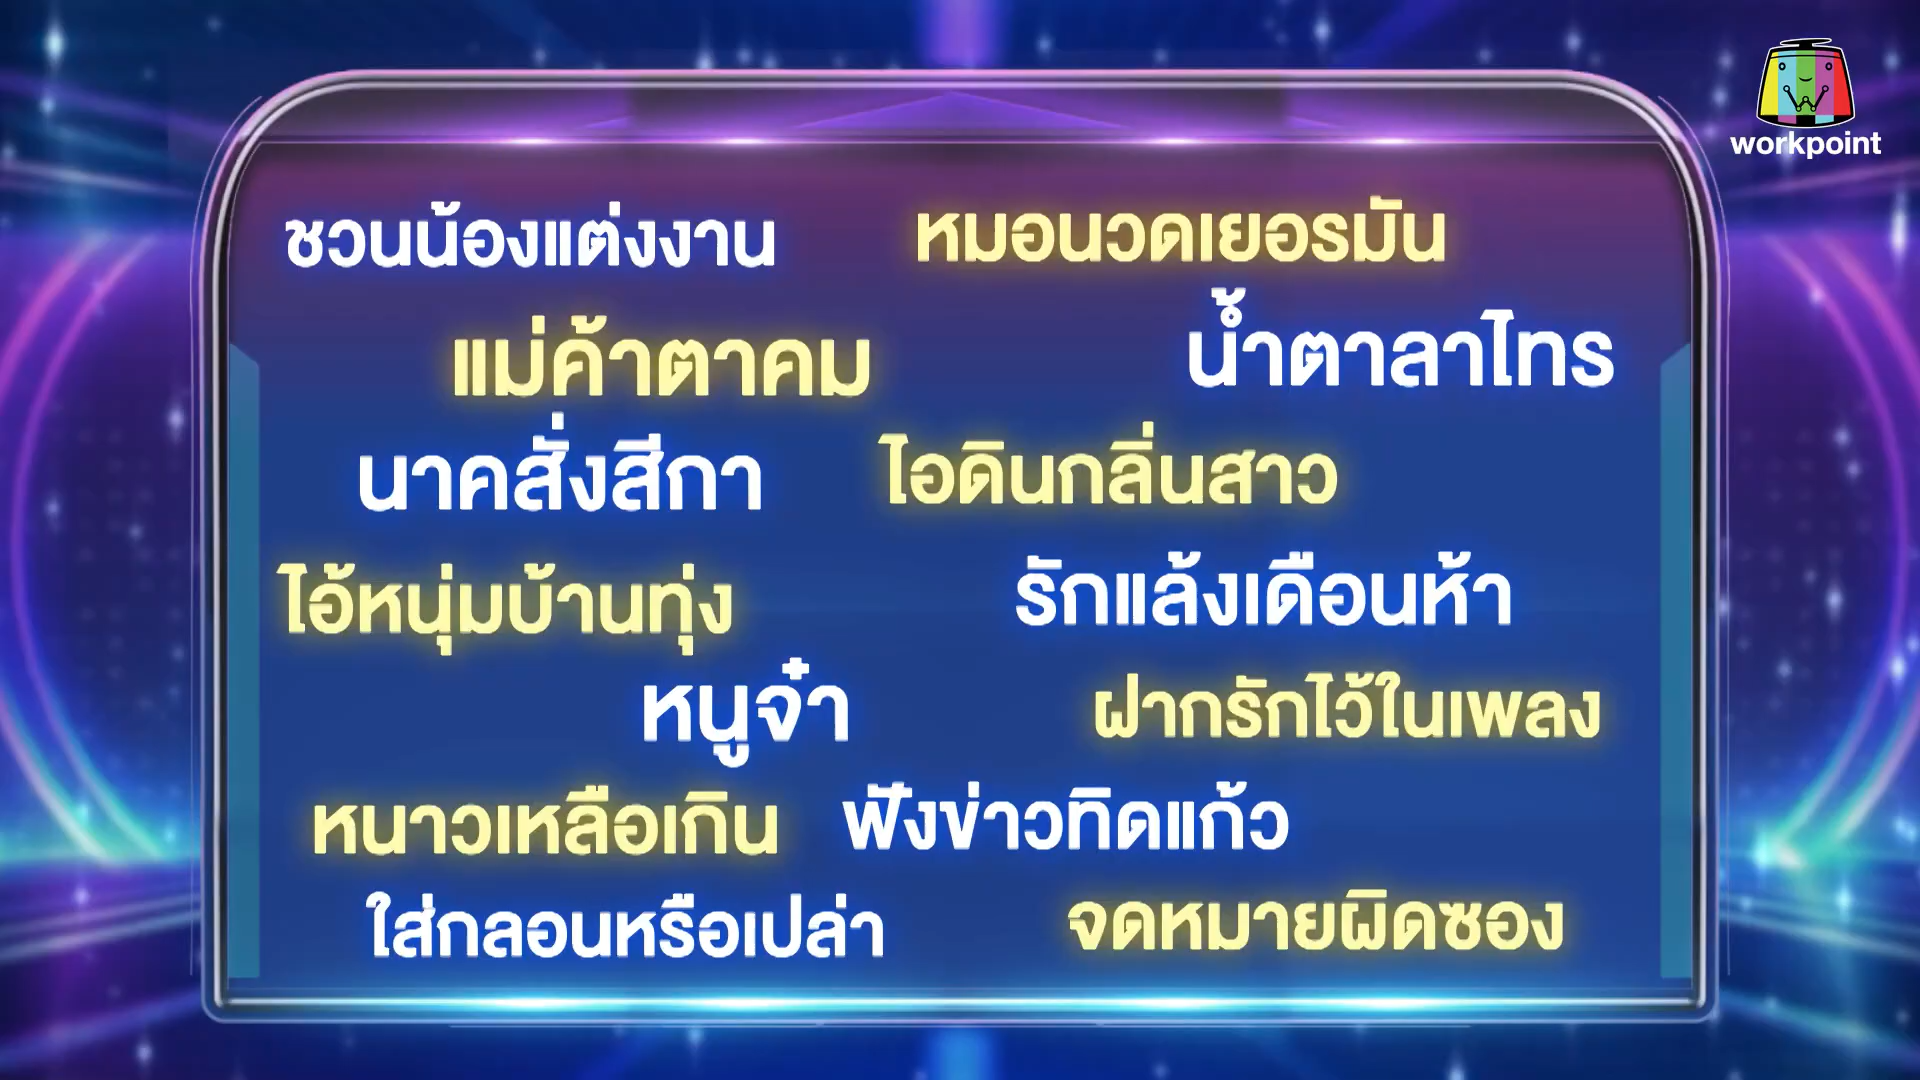 workpoint
ชวนน้องแต่งงาน
หมอนวดเยอรมัน
แม่ค้าตาคม
น้ำตาลาไทร
นาคสั่งสีกา
ไอดินกลิ่นสาว
ไอ้หนุ่มบ้านทุ่ง
รักแล้งเดือนห้า
หนูจ๋า
ฝากรักไว้ในเพลง
หนาวเหลือเกิน
ฟังข่าวทิดแก้ว
ใส่กลอนหรือเปล่า
จดหมายผิดซอง